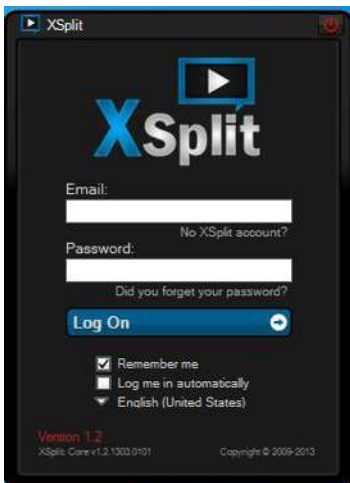 XSplit
XSplit
Email:
No XSplit account?
Password:
Did you forget your password?
Log On
Remember me
Log me in automatically
English (United States)
Version 1.2
XSplit Core v1.2.1303.0101 Copyright © 2009-2013